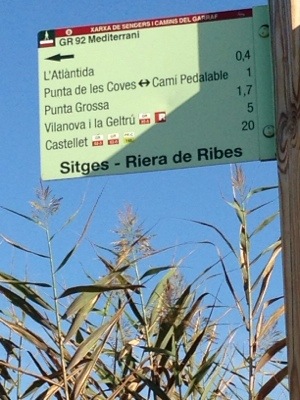 XARXA DE SENDERS I CAMINS DEL GARRAF
GR 92 Mediterrani
L'Atlàntida 0,4
Punta de les Coves ↔ Camí Pedalable 1
Punta Grossa 1,7
Vilanova i la Geltrú 5
Castellet 20
Sitges - Riera de Ribes